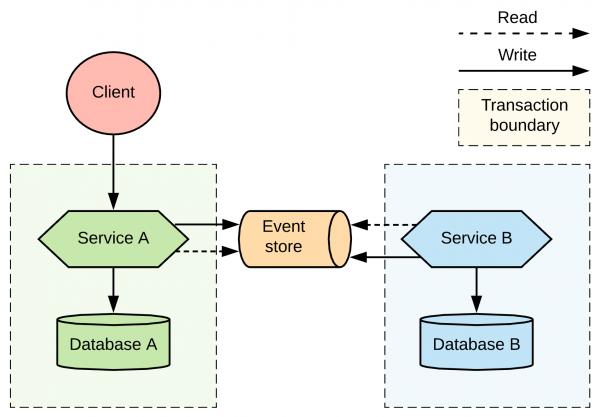 Read
Write
Transaction
boundary
Client
Service A
Event
store
Service B
Database A
Database B